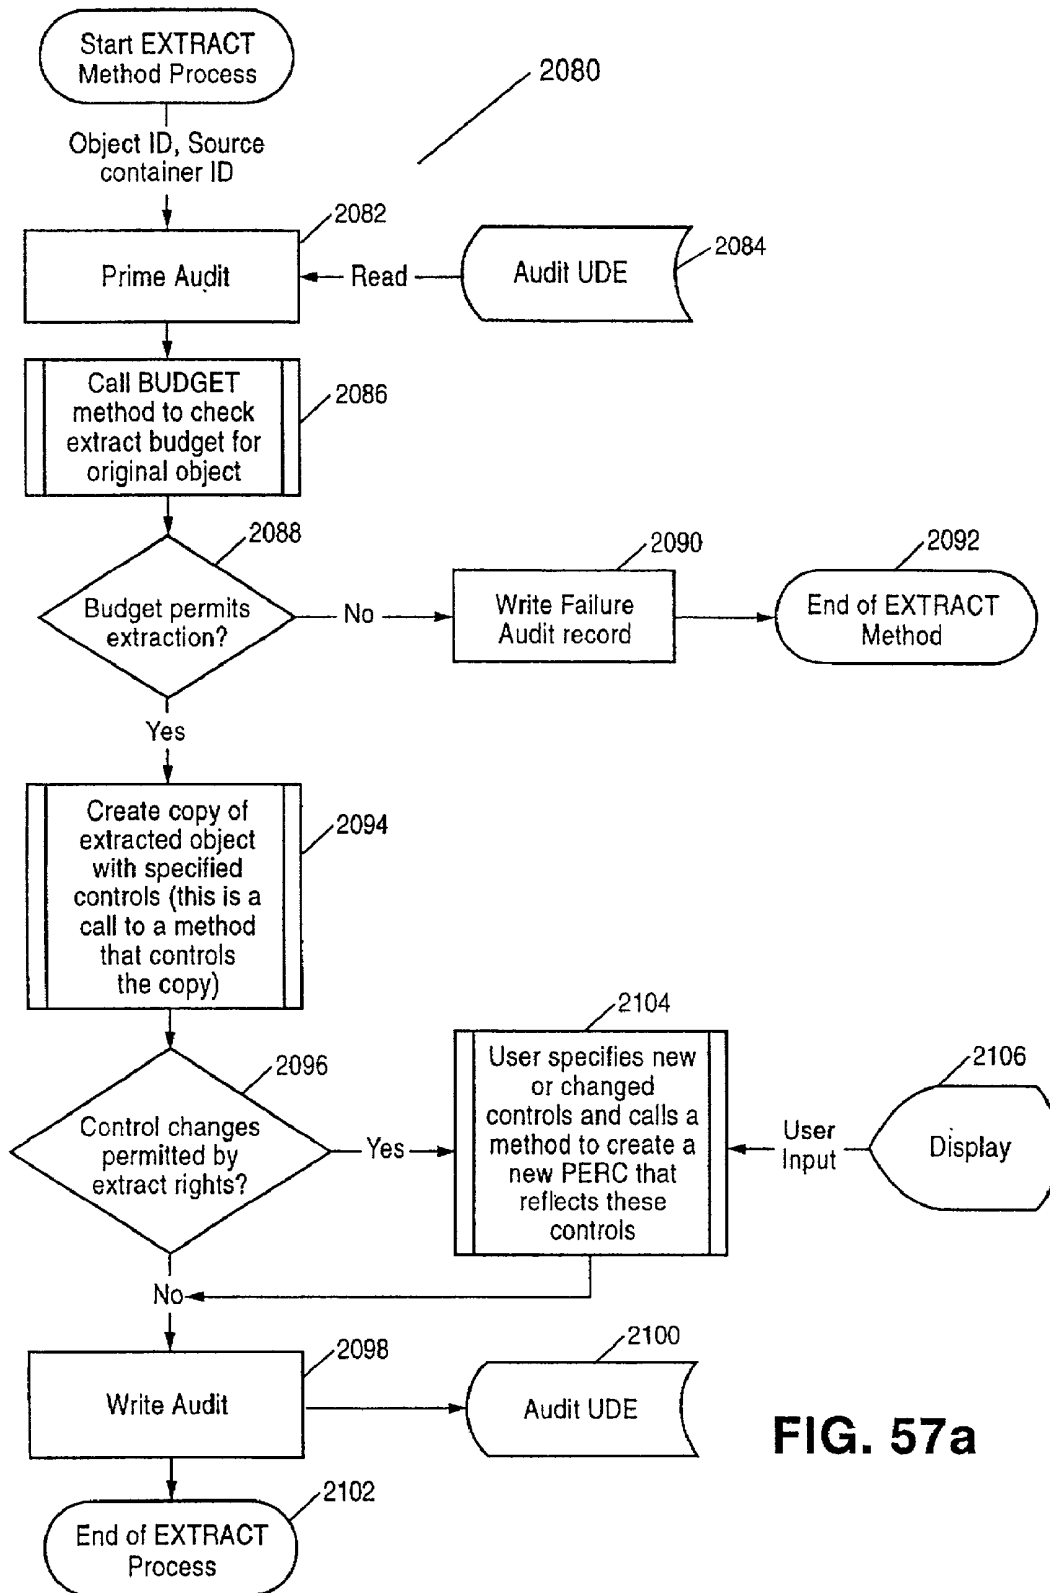 Start EXTRACT
Method Process
2080
Object ID, Source
container ID
2082
Prime Audit
Read
Audit UDE
2084
Call BUDGET
method to check
extract budget for
original object
2086
2088
Budget permits
extraction?
No
2090
Write Failure
Audit record
2092
End of EXTRACT
Method
Yes
Create copy of
extracted object
with specified
controls (this is a
call to a method
that controls
the copy)
2094
2096
Control changes
permitted by
extract rights?
Yes
2104
User specifies new
or changed
controls and calls a
method to create a
new PERC that
reflects these
controls
User
Input
2106
Display
No
2098
Write Audit
2100
Audit UDE
FIG. 57a
2102
End of EXTRACT
Process